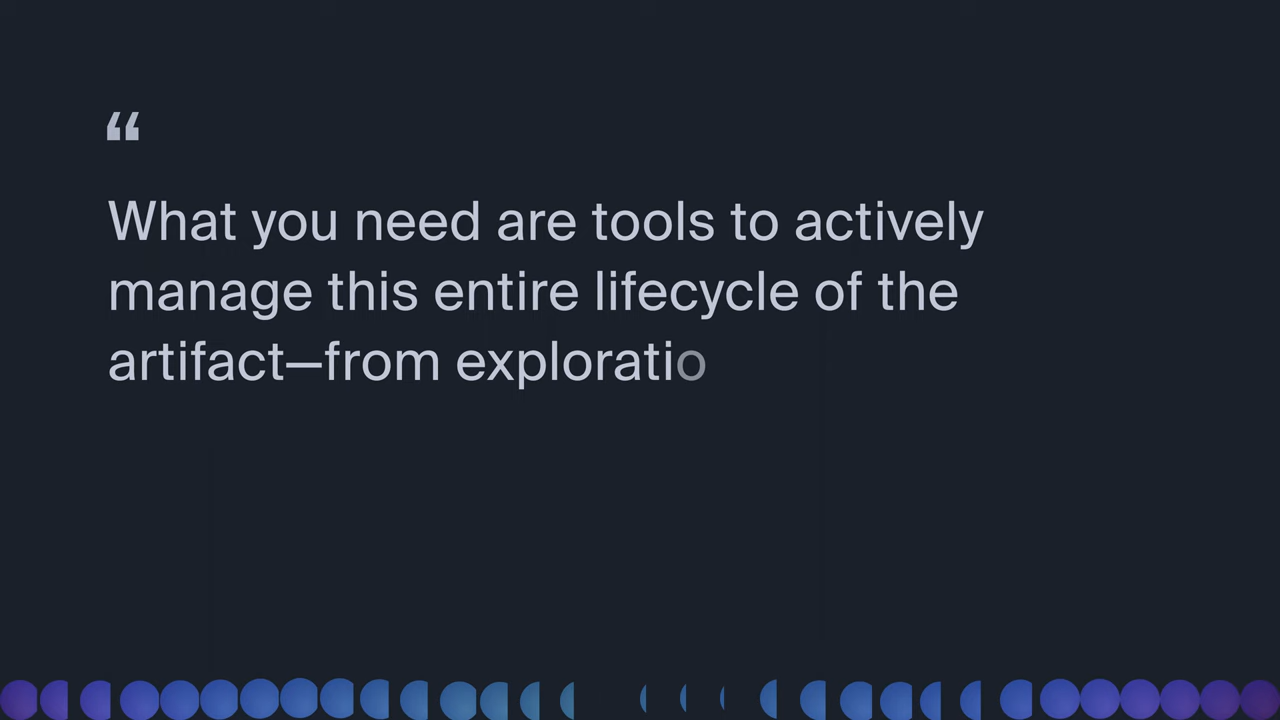 “
What you need are tools to actively
manage this entire lifecycle of the
artifact—from exploratio